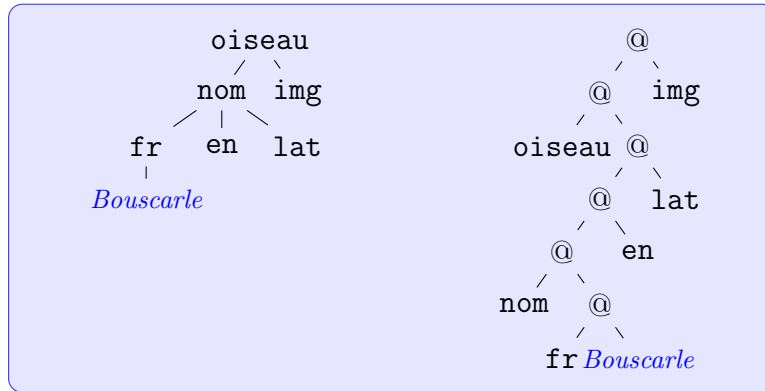 oiseau
nom img
fr en lat
Bouscarle
@
@ img
oiseau @
@ lat
@ en
nom @
fr Bouscarle